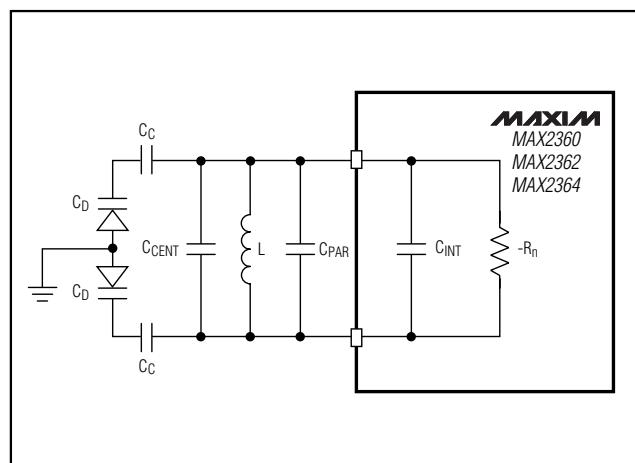 MAXIM
MAX2360
MAX2362
MAX2364
CC
CD
CCENT
L
CPAR
CINT
-Rn
CD
CC